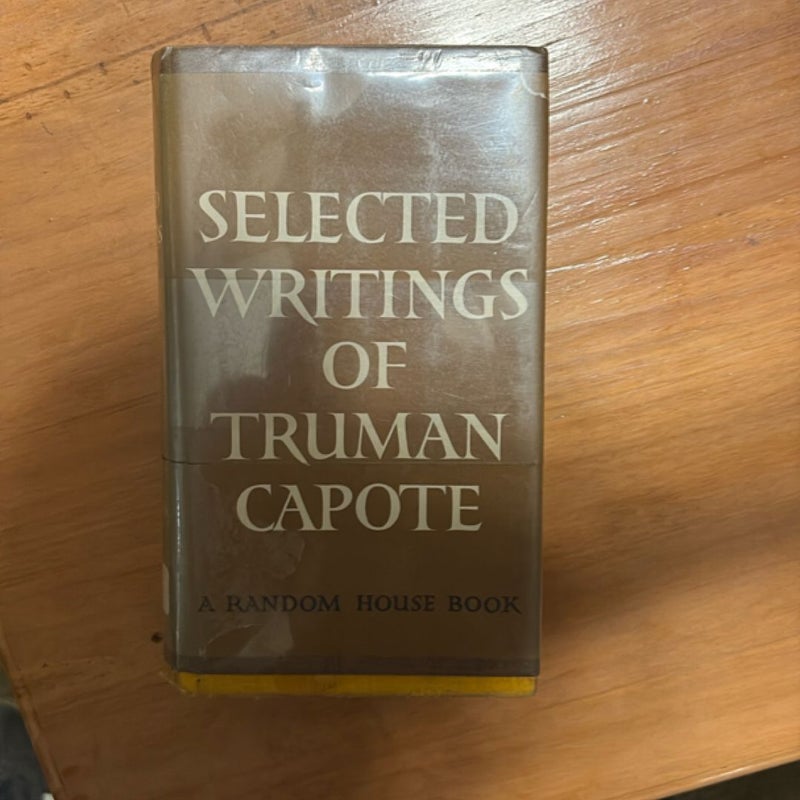 SELECTED
WRITINGS
OF
TRUMAN
CAPOTE
A RANDOM HOUSE BOOK